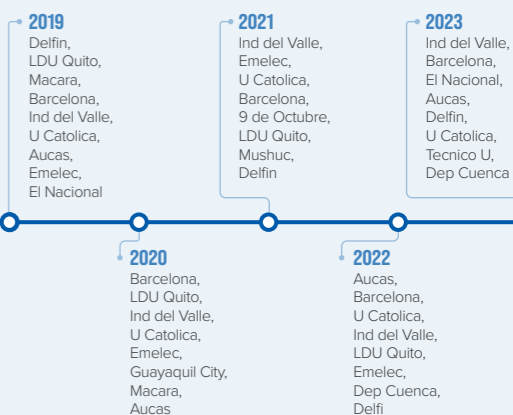 2019
Delfin,
LDU Quito,
Macara,
Barcelona,
Ind del Valle,
U Catolica,
Aucas,
Emelec,
El Nacional
2021
Ind del Valle,
Emelec,
U Catolica,
Barcelona,
9 de Octubre,
LDU Quito,
Mushuc,
Delfin
2023
Ind del Valle,
Barcelona,
El Nacional,
Aucas,
Delfin,
U Catolica,
Tecnico U,
Dep Cuenca
2020
Barcelona,
LDU Quito,
Ind del Valle,
U Catolica,
Emelec,
Guayaquil City,
Macara,
Aucas
2022
Aucas,
Barcelona,
U Catolica,
Ind del Valle,
LDU Quito,
Emelec,
Dep Cuenca,
Delfi